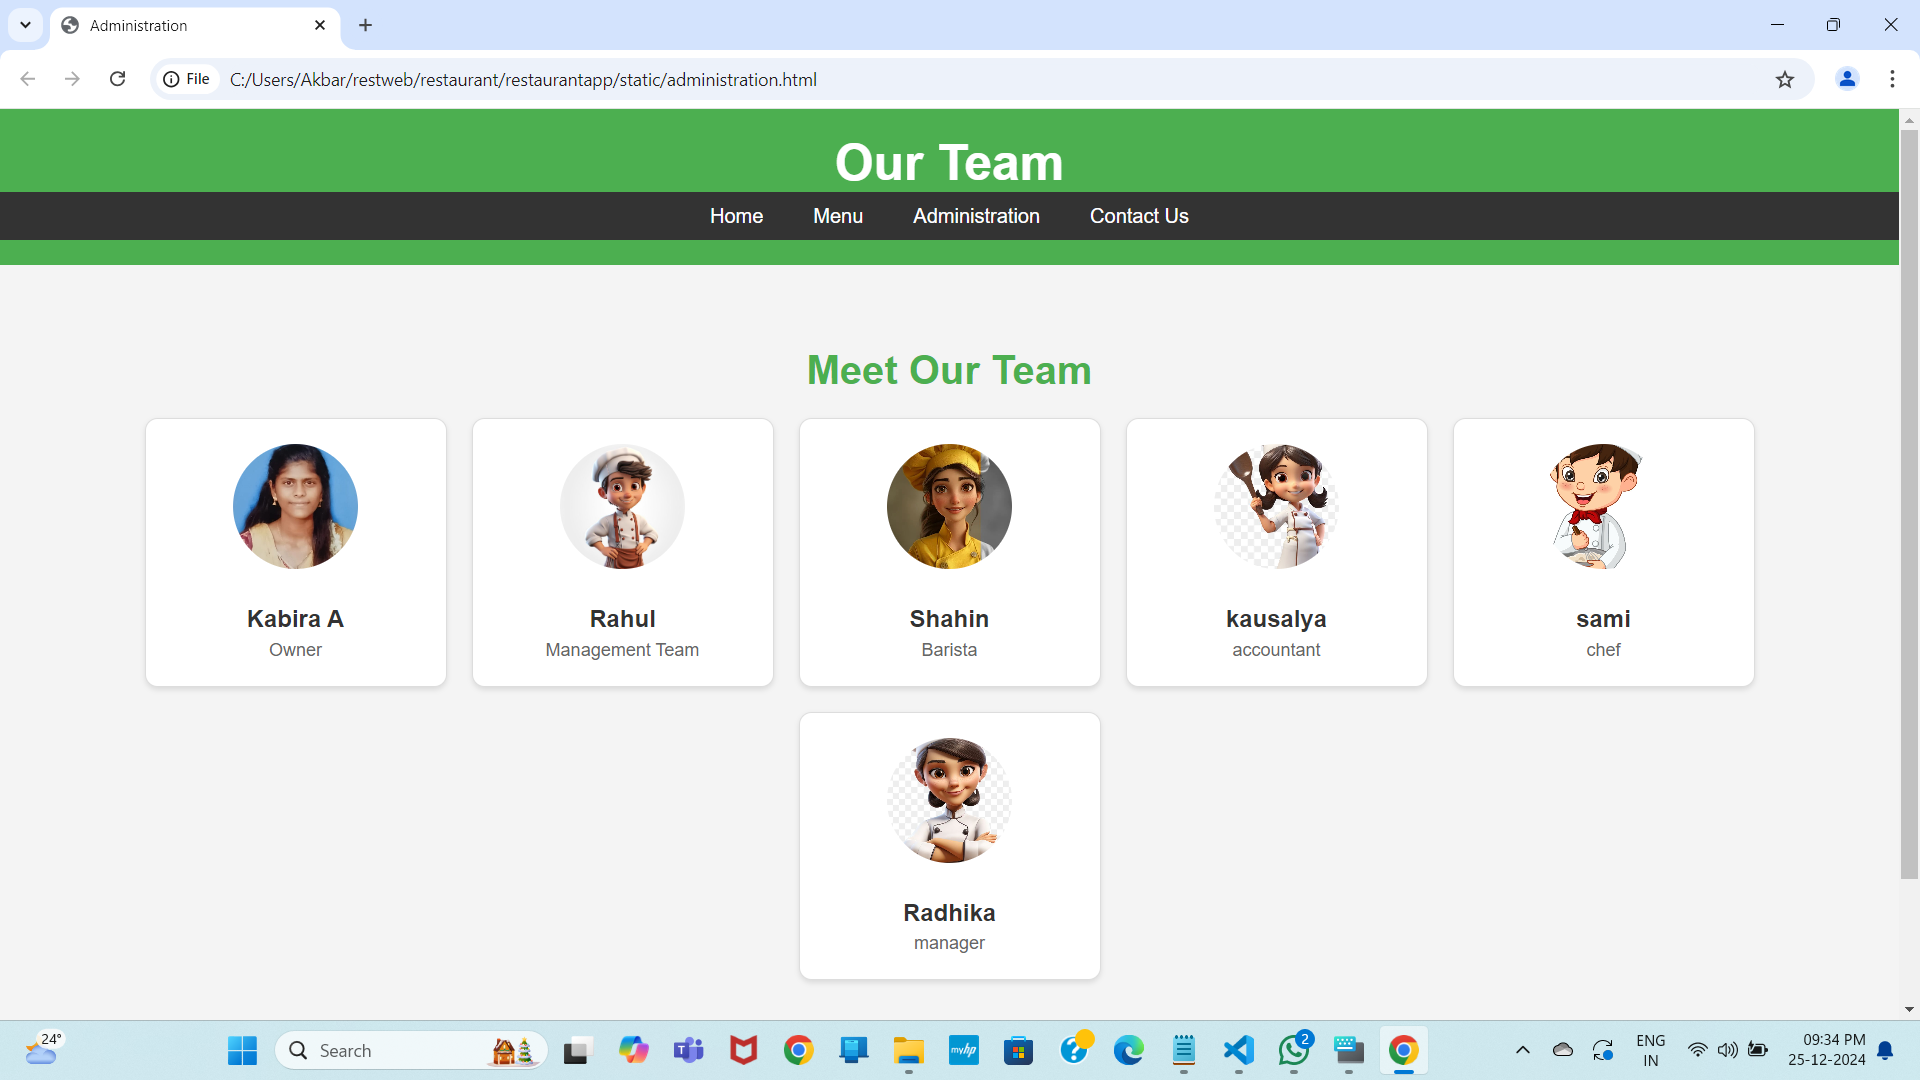 Administration
File
C:/Users/Akbar/restweb/restaurant/restaurantapp/static/administration.html
Our Team
Home Menu Administration Contact Us
Meet Our Team
Kabira A
Owner
Rahul
Management Team
Shahin
Barista
kausalya
accountant
sami
chef
Radhika
manager
24°
Search
myhp
2
ENG
IN
09:34 PM
25-12-2024